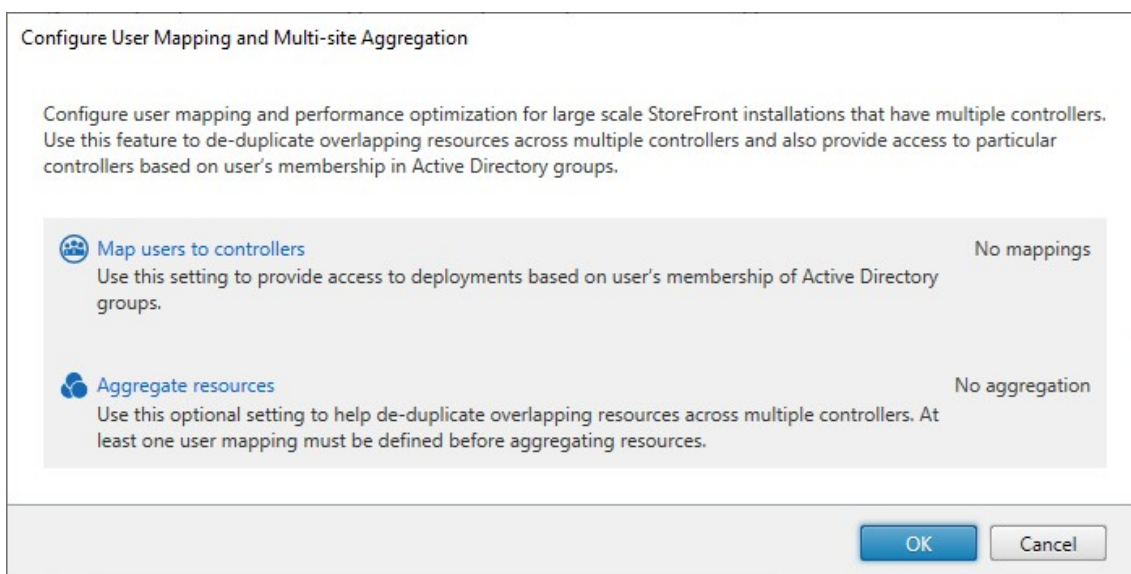 Configure User Mapping and Multi-site Aggregation
Configure user mapping and performance optimization for large scale StoreFront installations that have multiple controllers.
Use this feature to de-duplicate overlapping resources across multiple controllers and also provide access to particular
controllers based on user's membership in Active Directory groups.
Map users to controllers No mappings
Use this setting to provide access to deployments based on user's membership of Active Directory
groups.
Aggregate resources No aggregation
Use this optional setting to help de-duplicate overlapping resources across multiple controllers. At
least one user mapping must be defined before aggregating resources.
OK Cancel